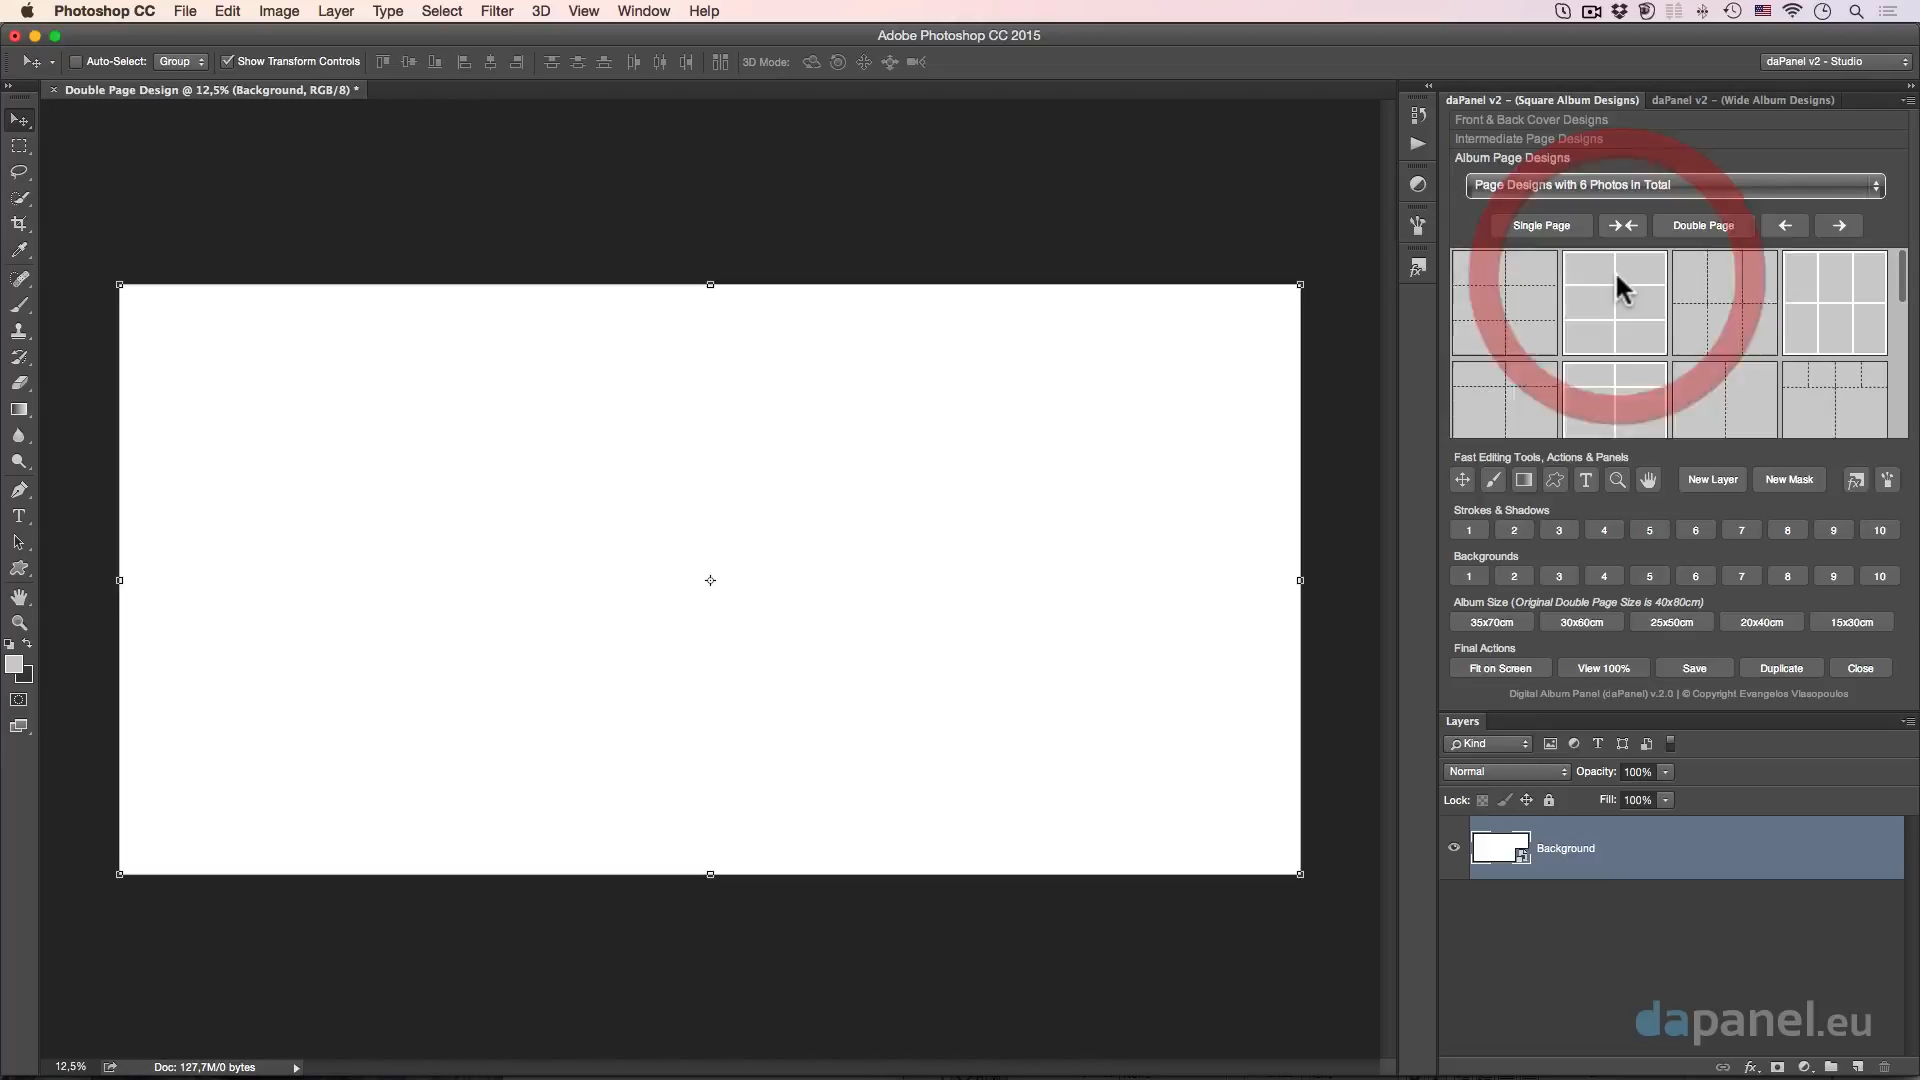 Photoshop CC File Edit Image Layer Type Select Filter 3D View Window Help
Adobe Photoshop CC 2015
Auto-Select: Group Show Transform Controls 3D Mode: daPanel v2 - Studio
× Double Page Design @ 12,5% (Background, RGB/8) *
daPanel v2 – (Square Album Designs) daPanel v2 – (Wide Album Designs)
Front & Back Cover Designs
Intermediate Page Designs
Album Page Designs
Page Designs with 6 Photos in Total
Single Page Double Page
Fast Editing Tools, Actions & Panels
T New Layer New Mask fx
Strokes & Shadows
1 2 3 4 5 6 7 8 9 10
Backgrounds
1 2 3 4 5 6 7 8 9 10
Album Size (Original Double Page Size is 40x80cm)
35x70cm 30x60cm 25x50cm 20x40cm 15x30cm
Final Actions
Fit on Screen View 100% Save Duplicate Close
Digital Album Panel (daPanel) v.2.0 | © Copyright Evangelos Vlasopoulos
Layers
Kind T
Normal Opacity: 100%
Lock: Fill: 100%
Background
dapanel.eu
12,5% Doc: 127,7M/0 bytes fx